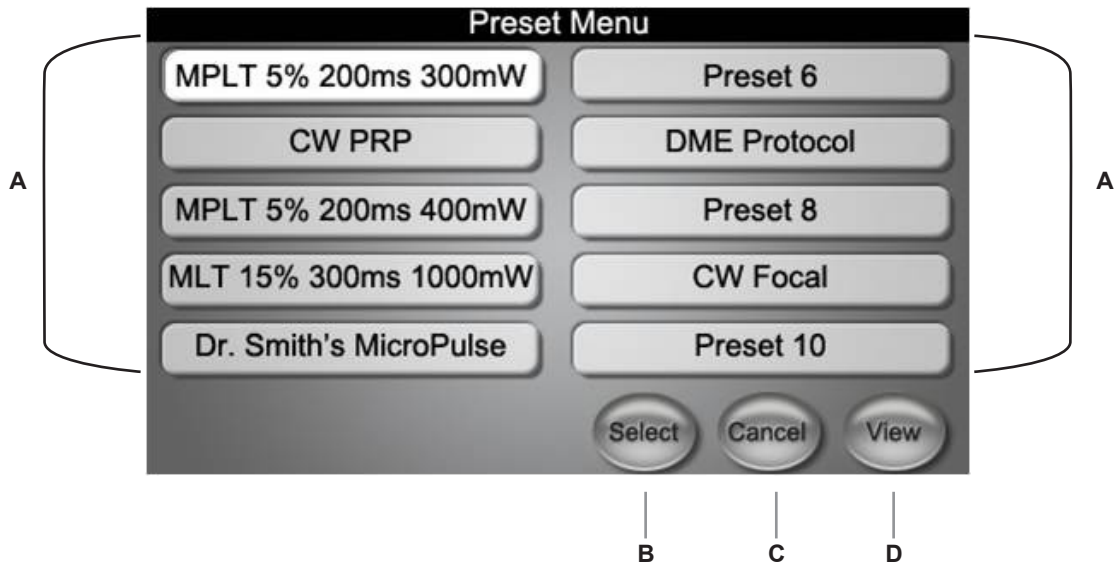 Preset Menu
MPLT 5% 200ms 300mW
CW PRP
MPLT 5% 200ms 400mW
MLT 15% 300ms 1000mW
Dr. Smith's MicroPulse
Preset 6
DME Protocol
Preset 8
CW Focal
Preset 10
Select Cancel View
A
A
B C D